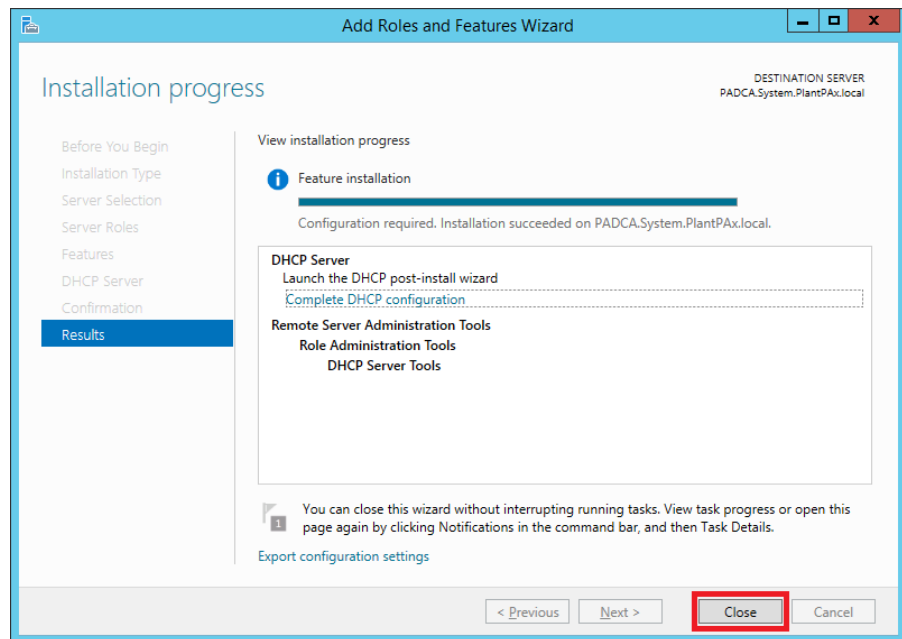 Add Roles and Features Wizard
Installation progress
DESTINATION SERVER
PADCA.System.PlantPAx.local
Before You Begin
Installation Type
Server Selection
Server Roles
Features
DHCP Server
Confirmation
Results
View installation progress
Feature installation
Configuration required. Installation succeeded on PADCA.System.PlantPAx.local.
DHCP Server
Launch the DHCP post-install wizard
Complete DHCP configuration
Remote Server Administration Tools
Role Administration Tools
DHCP Server Tools
1
You can close this wizard without interrupting running tasks. View task progress or open this
page again by clicking Notifications in the command bar, and then Task Details.
Export configuration settings
< Previous
Next >
Close
Cancel